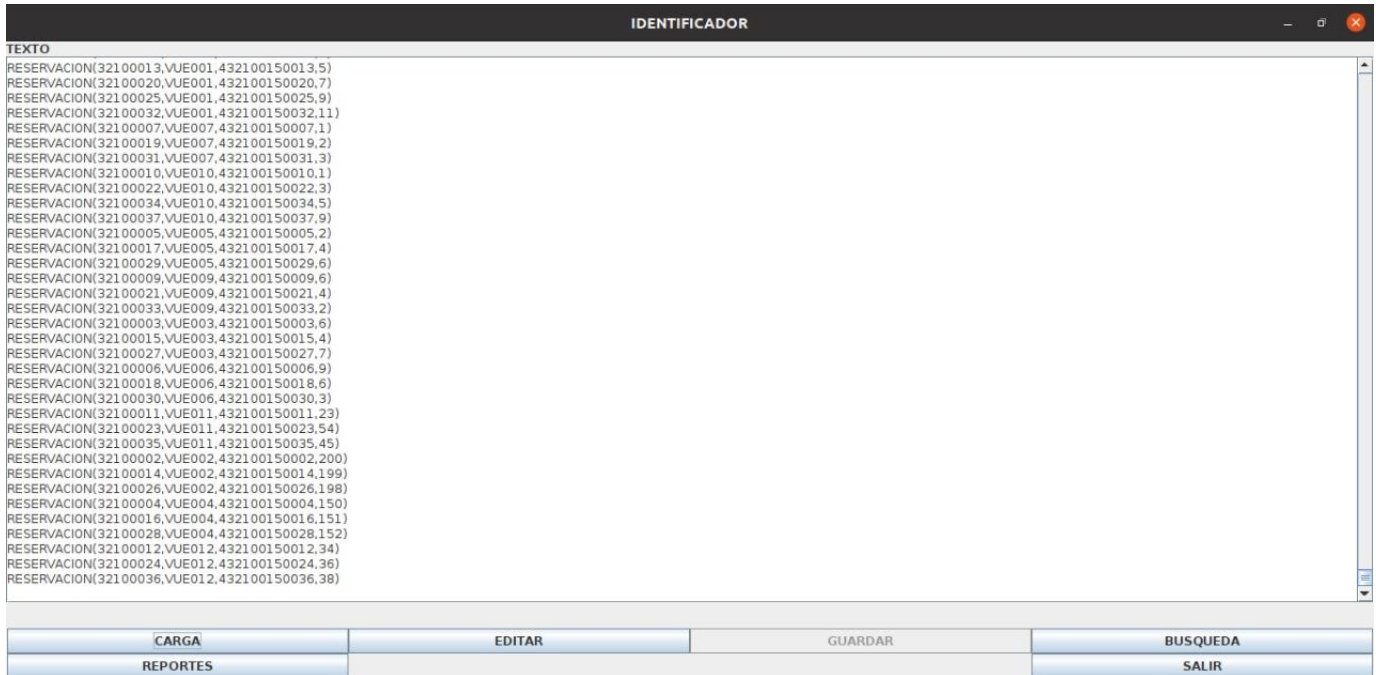 IDENTIFICADOR
TEXTO
RESERVACION(32100013,VUE001,432100150013,5)
RESERVACION(32100020,VUE001,432100150020,7)
RESERVACION(32100025,VUE001,432100150025,9)
RESERVACION(32100032,VUE001,432100150032,11)
RESERVACION(32100007,VUE007,432100150007,1)
RESERVACION(32100019,VUE007,432100150019,2)
RESERVACION(32100031,VUE007,432100150031,3)
RESERVACION(32100010,VUE010,432100150010,1)
RESERVACION(32100022,VUE010,432100150022,3)
RESERVACION(32100034,VUE010,432100150034,5)
RESERVACION(32100037,VUE010,432100150037,9)
RESERVACION(32100005,VUE005,432100150005,2)
RESERVACION(32100017,VUE005,432100150017,4)
RESERVACION(32100029,VUE005,432100150029,6)
RESERVACION(32100009,VUE009,432100150009,6)
RESERVACION(32100021,VUE009,432100150021,4)
RESERVACION(32100033,VUE009,432100150033,2)
RESERVACION(32100003,VUE003,432100150003,6)
RESERVACION(32100015,VUE003,432100150015,4)
RESERVACION(32100027,VUE003,432100150027,7)
RESERVACION(32100006,VUE006,432100150006,9)
RESERVACION(32100018,VUE006,432100150018,6)
RESERVACION(32100030,VUE006,432100150030,3)
RESERVACION(32100011,VUE011,432100150011,23)
RESERVACION(32100023,VUE011,432100150023,54)
RESERVACION(32100035,VUE011,432100150035,45)
RESERVACION(32100002,VUE002,432100150002,200)
RESERVACION(32100014,VUE002,432100150014,199)
RESERVACION(32100026,VUE002,432100150026,198)
RESERVACION(32100004,VUE004,432100150004,150)
RESERVACION(32100016,VUE004,432100150016,151)
RESERVACION(32100028,VUE004,432100150028,152)
RESERVACION(32100012,VUE012,432100150012,34)
RESERVACION(32100024,VUE012,432100150024,36)
RESERVACION(32100036,VUE012,432100150036,38)
CARGA EDITAR GUARDAR BUSQUEDA
REPORTES SALIR